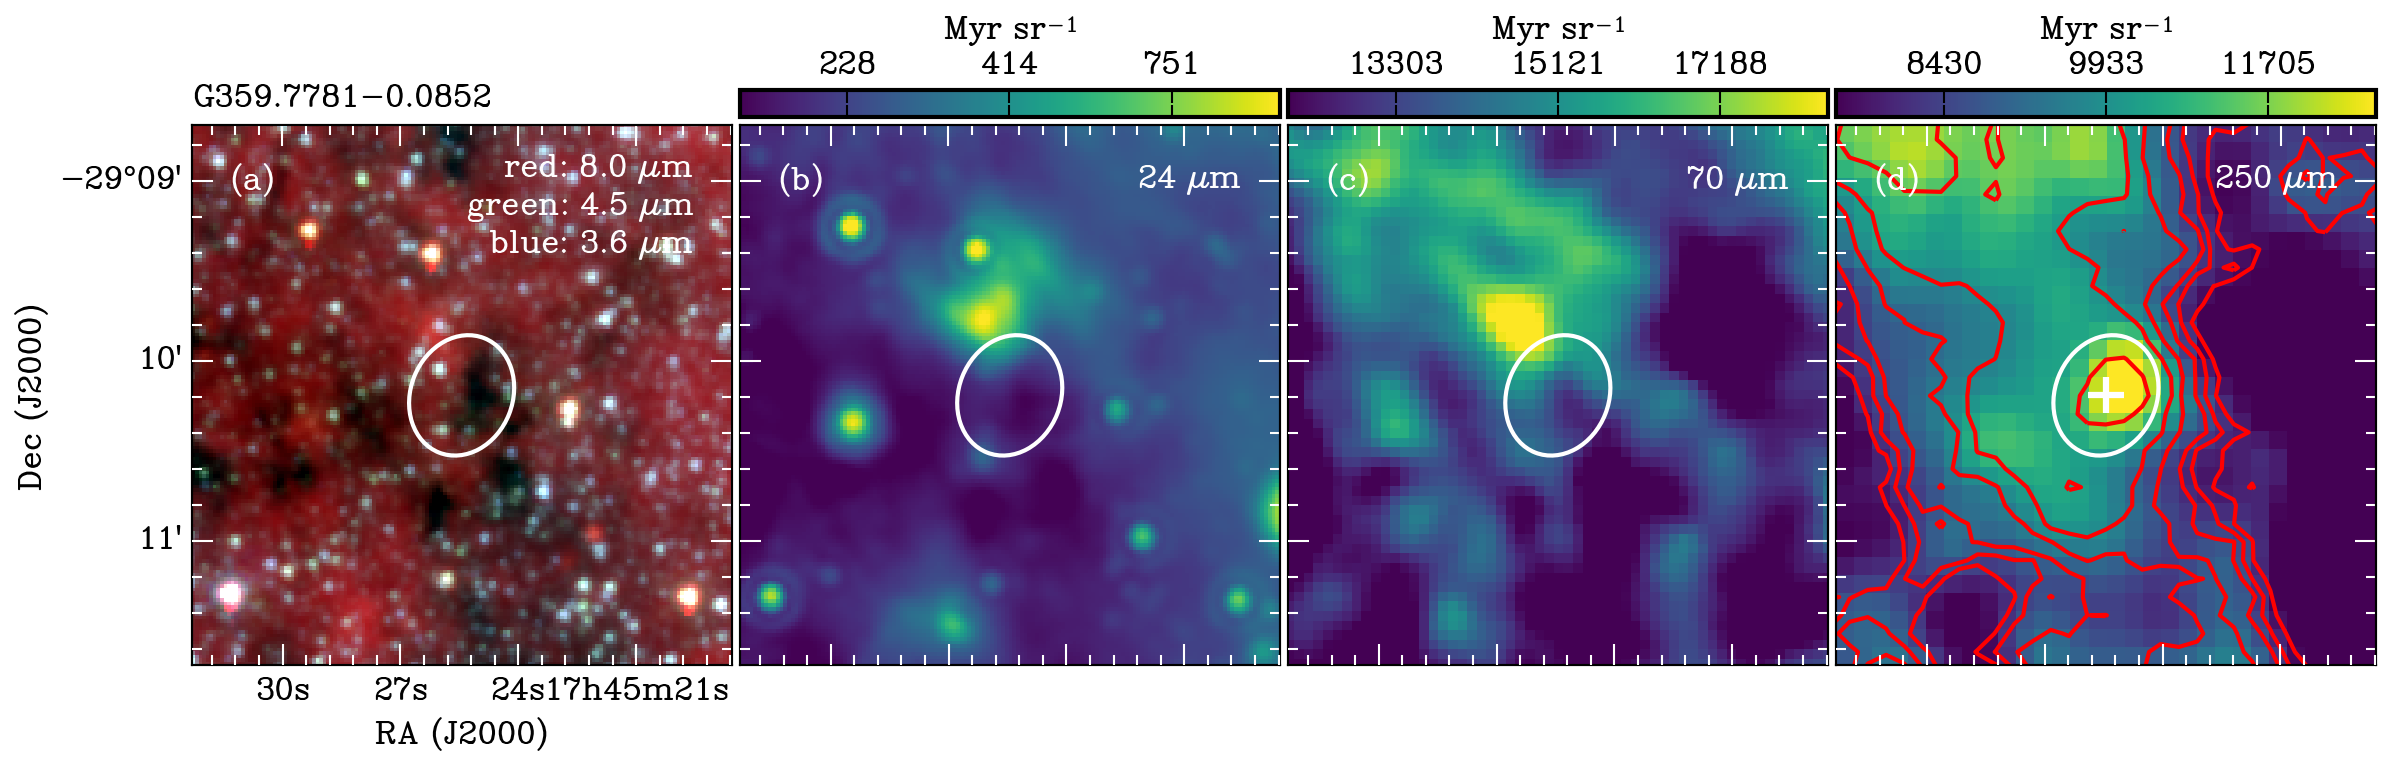 Myr sr⁻¹ Myr sr⁻¹ Myr sr⁻¹
228 414 751 13303 15121 17188 8430 9933 11705
G359.7781−0.0852
(a) red: 8.0 μm
green: 4.5 μm
blue: 3.6 μm
(b) 24 μm
(c) 70 μm
(d) 250 μm
−29°09'
10'
11'
Dec (J2000)
30s 27s 24s17h45m21s
RA (J2000)